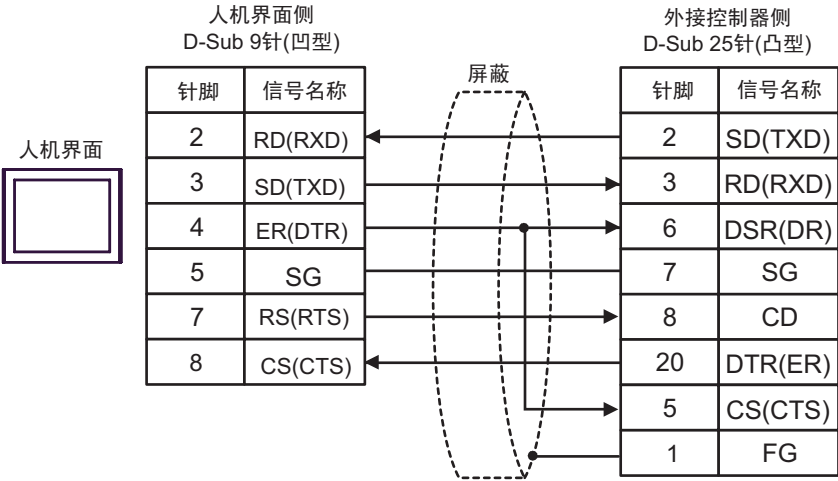 人机界面侧
D-Sub 9针(凹型)
外接控制器侧
D-Sub 25针(凸型)
屏蔽
人机界面
针脚 信号名称
2 RD(RXD)
3 SD(TXD)
4 ER(DTR)
5 SG
7 RS(RTS)
8 CS(CTS)
针脚 信号名称
2 SD(TXD)
3 RD(RXD)
6 DSR(DR)
7 SG
8 CD
20 DTR(ER)
5 CS(CTS)
1 FG